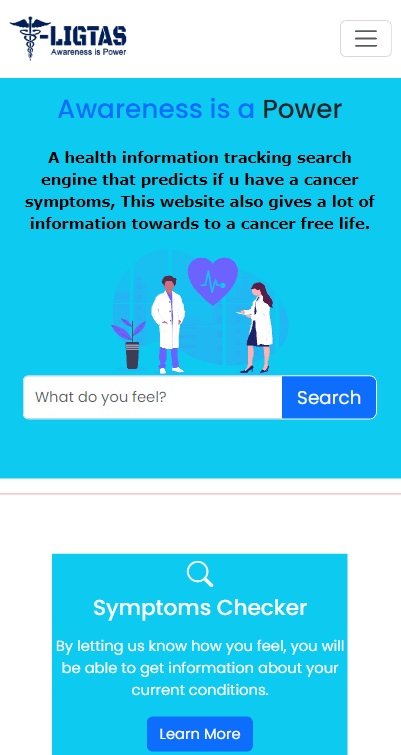 -LIGTAS
Awareness is Power
Awareness is a Power
A health information tracking search
engine that predicts if u have a cancer
symptoms, This website also gives a lot of
information towards to a cancer free life.
What do you feel?
Search
Symptoms Checker
By letting us know how you feel, you will
be able to get information about your
current conditions.
Learn More